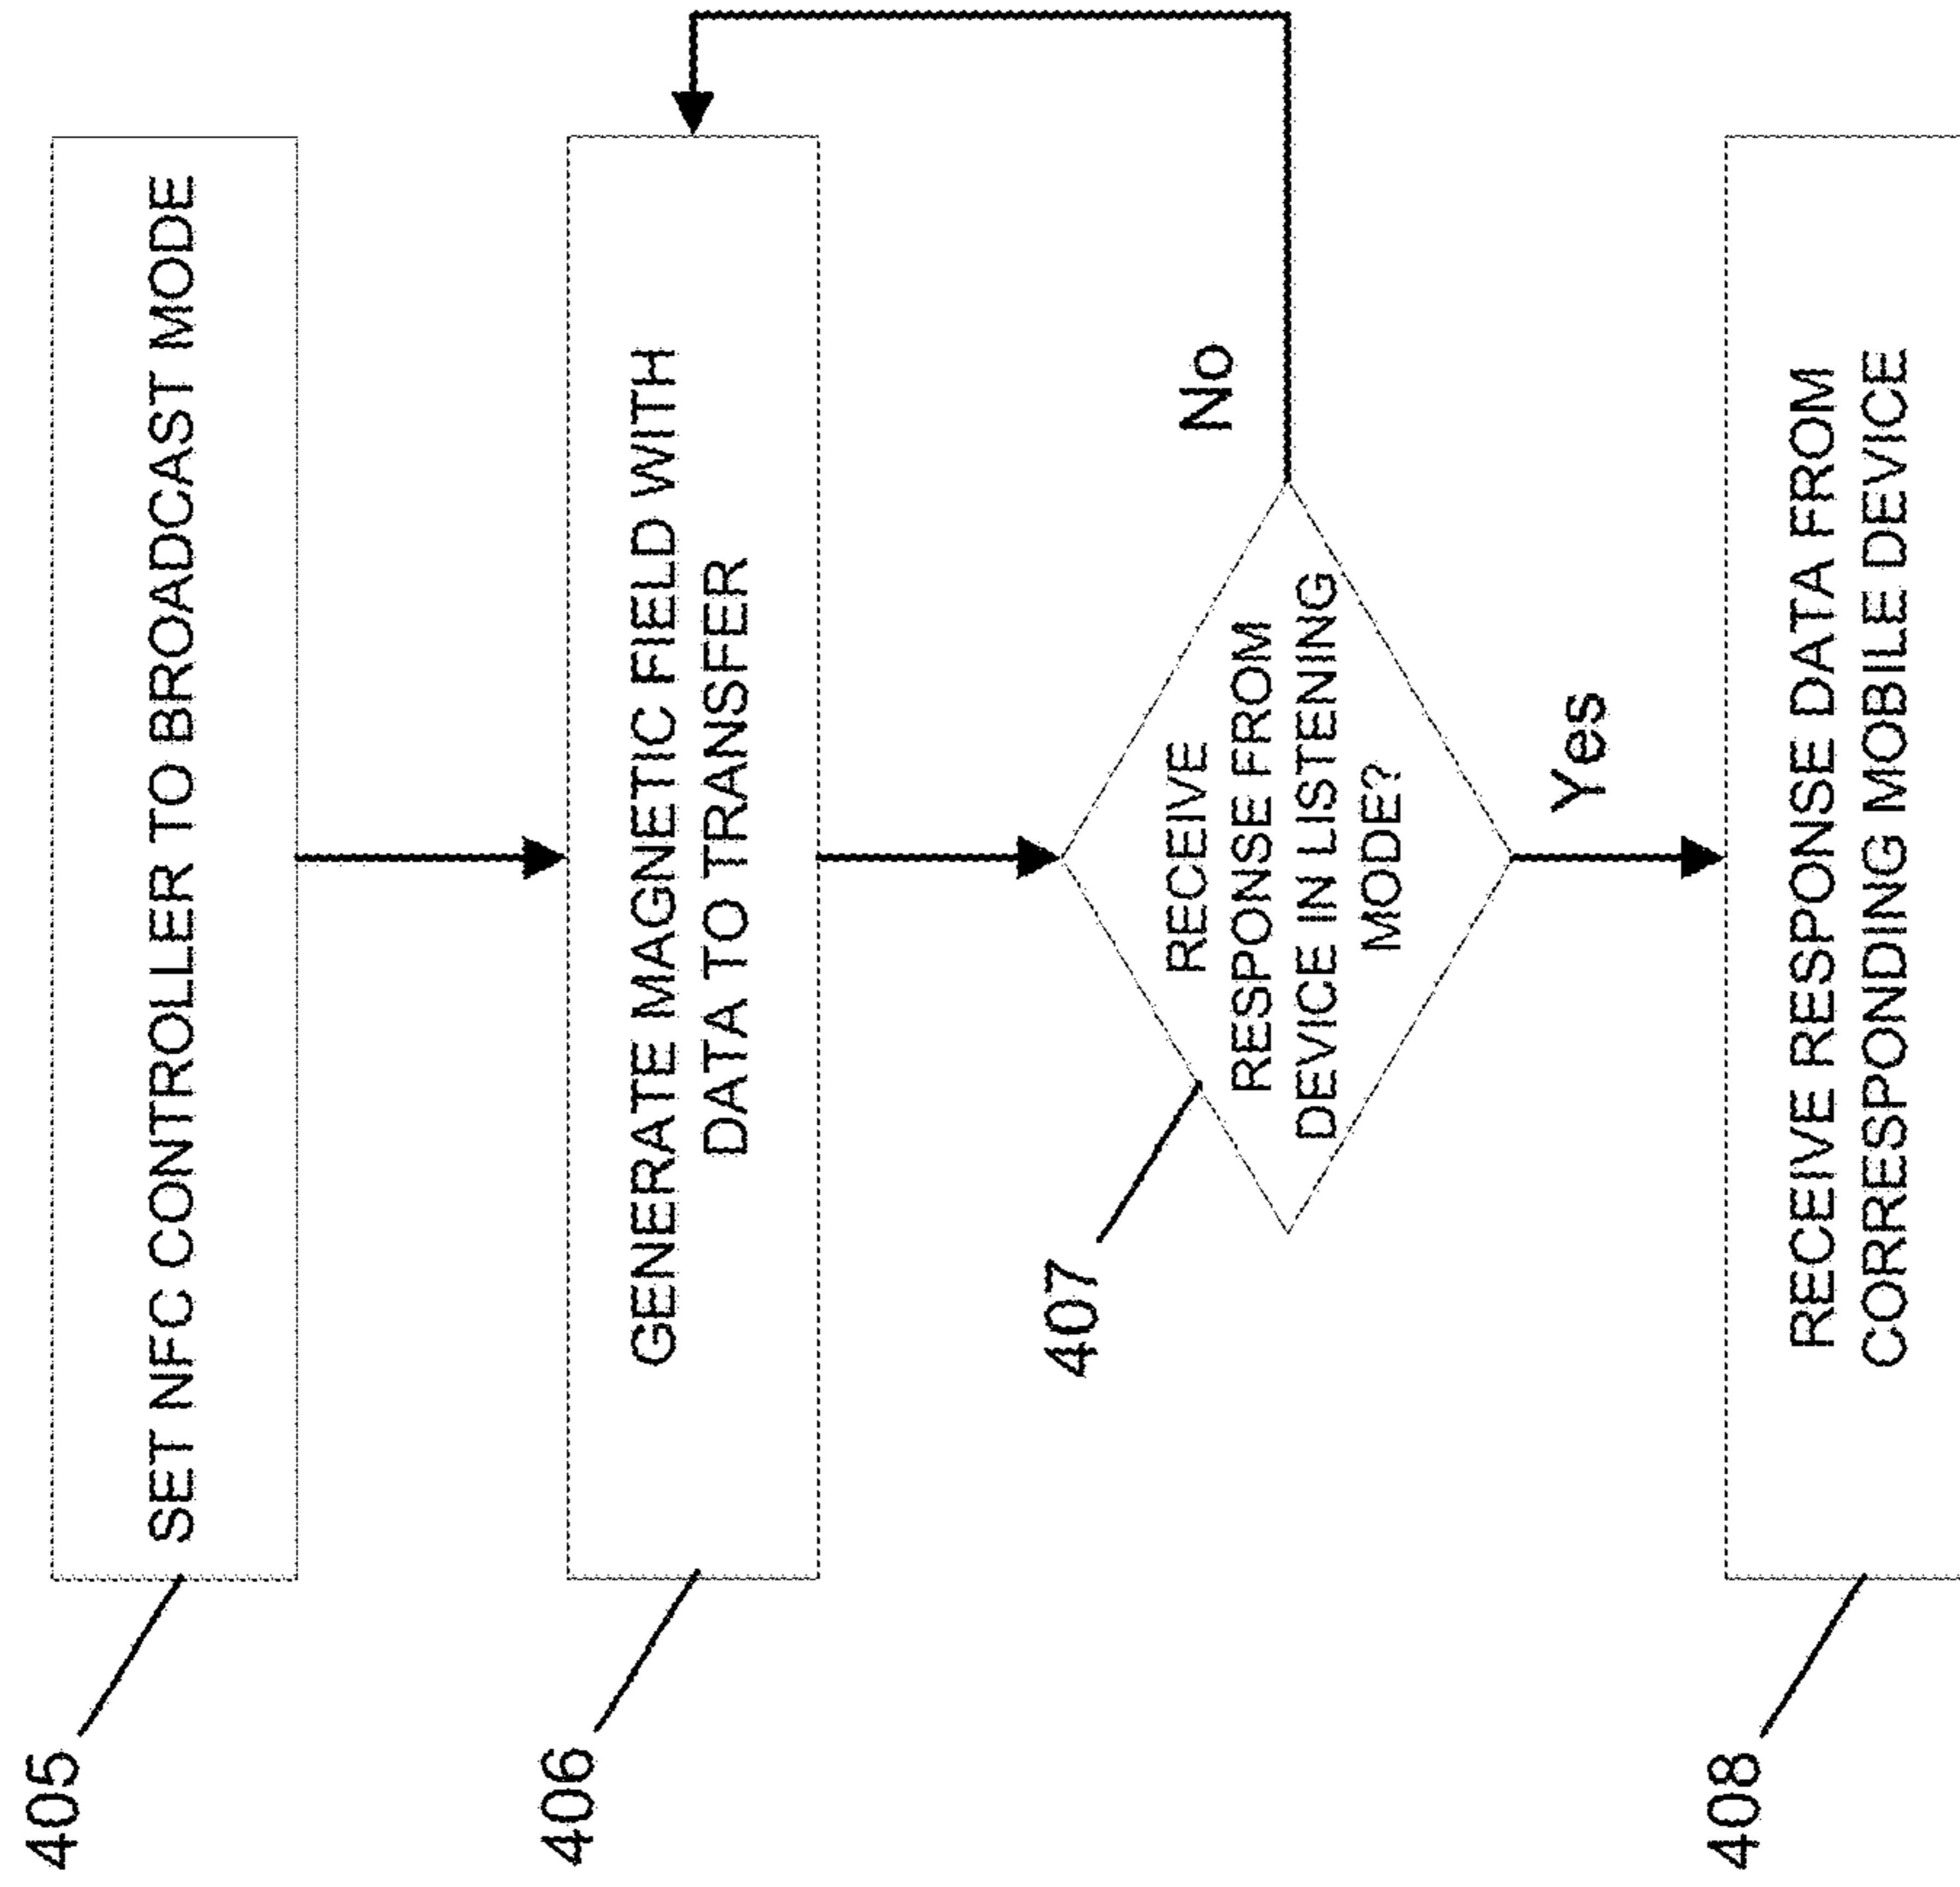 405
SET NFC CONTROLLER TO BROADCAST MODE
406
GENERATE MAGNETIC FIELD WITH
DATA TO TRANSFER
407
RECEIVE
RESPONSE FROM
DEVICE IN LISTENING
MODE?
No
Yes
408
RECEIVE RESPONSE DATA FROM
CORRESPONDING MOBILE DEVICE